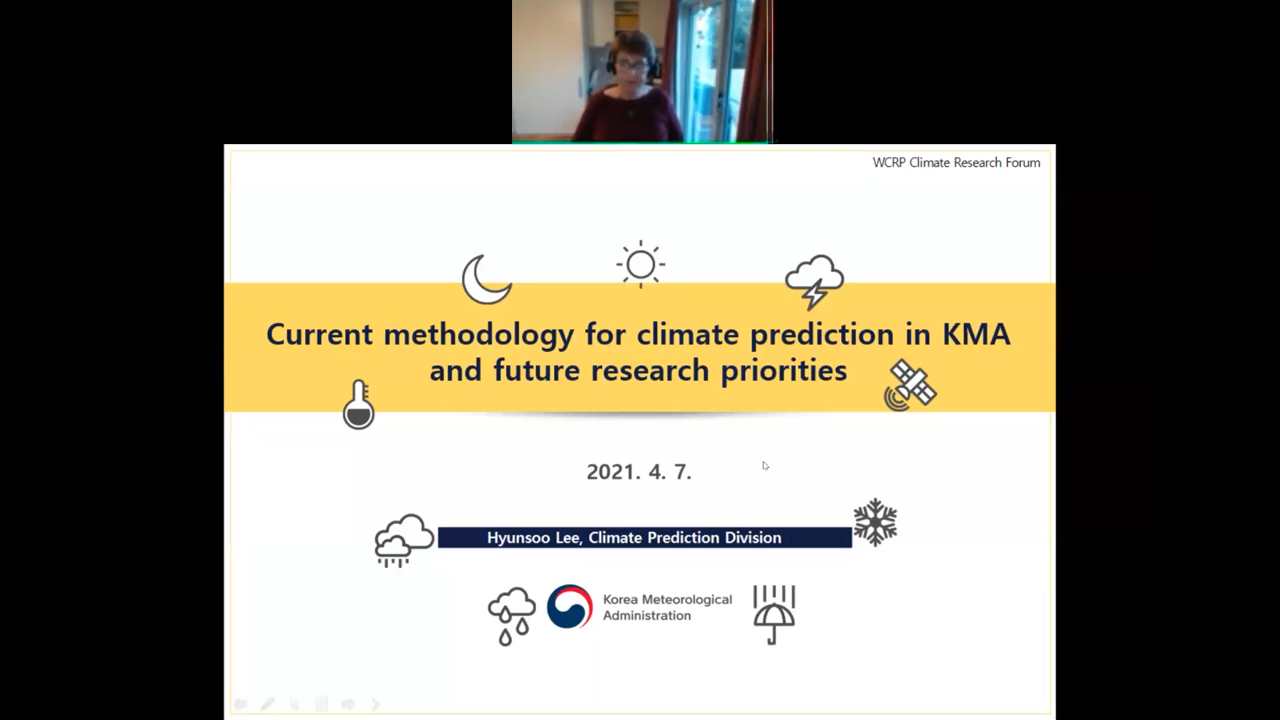 WCRP Climate Research Forum
Current methodology for climate prediction in KMA
and future research priorities
2021. 4. 7.
Hyunsoo Lee, Climate Prediction Division
Korea Meteorological
Administration